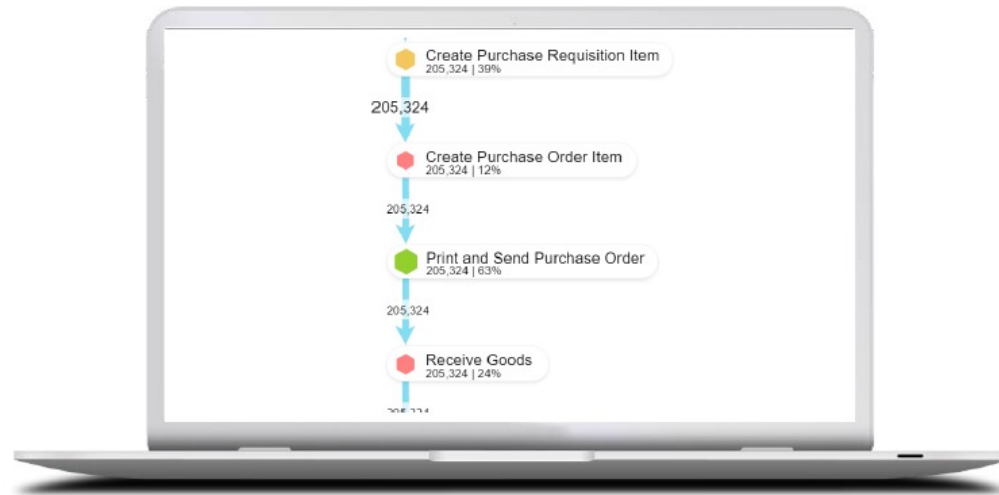 Create Purchase Requisition Item
205,324 | 39%
205,324
Create Purchase Order Item
205,324 | 12%
205,324
Print and Send Purchase Order
205,324 | 63%
205,324
Receive Goods
205,324 | 24%